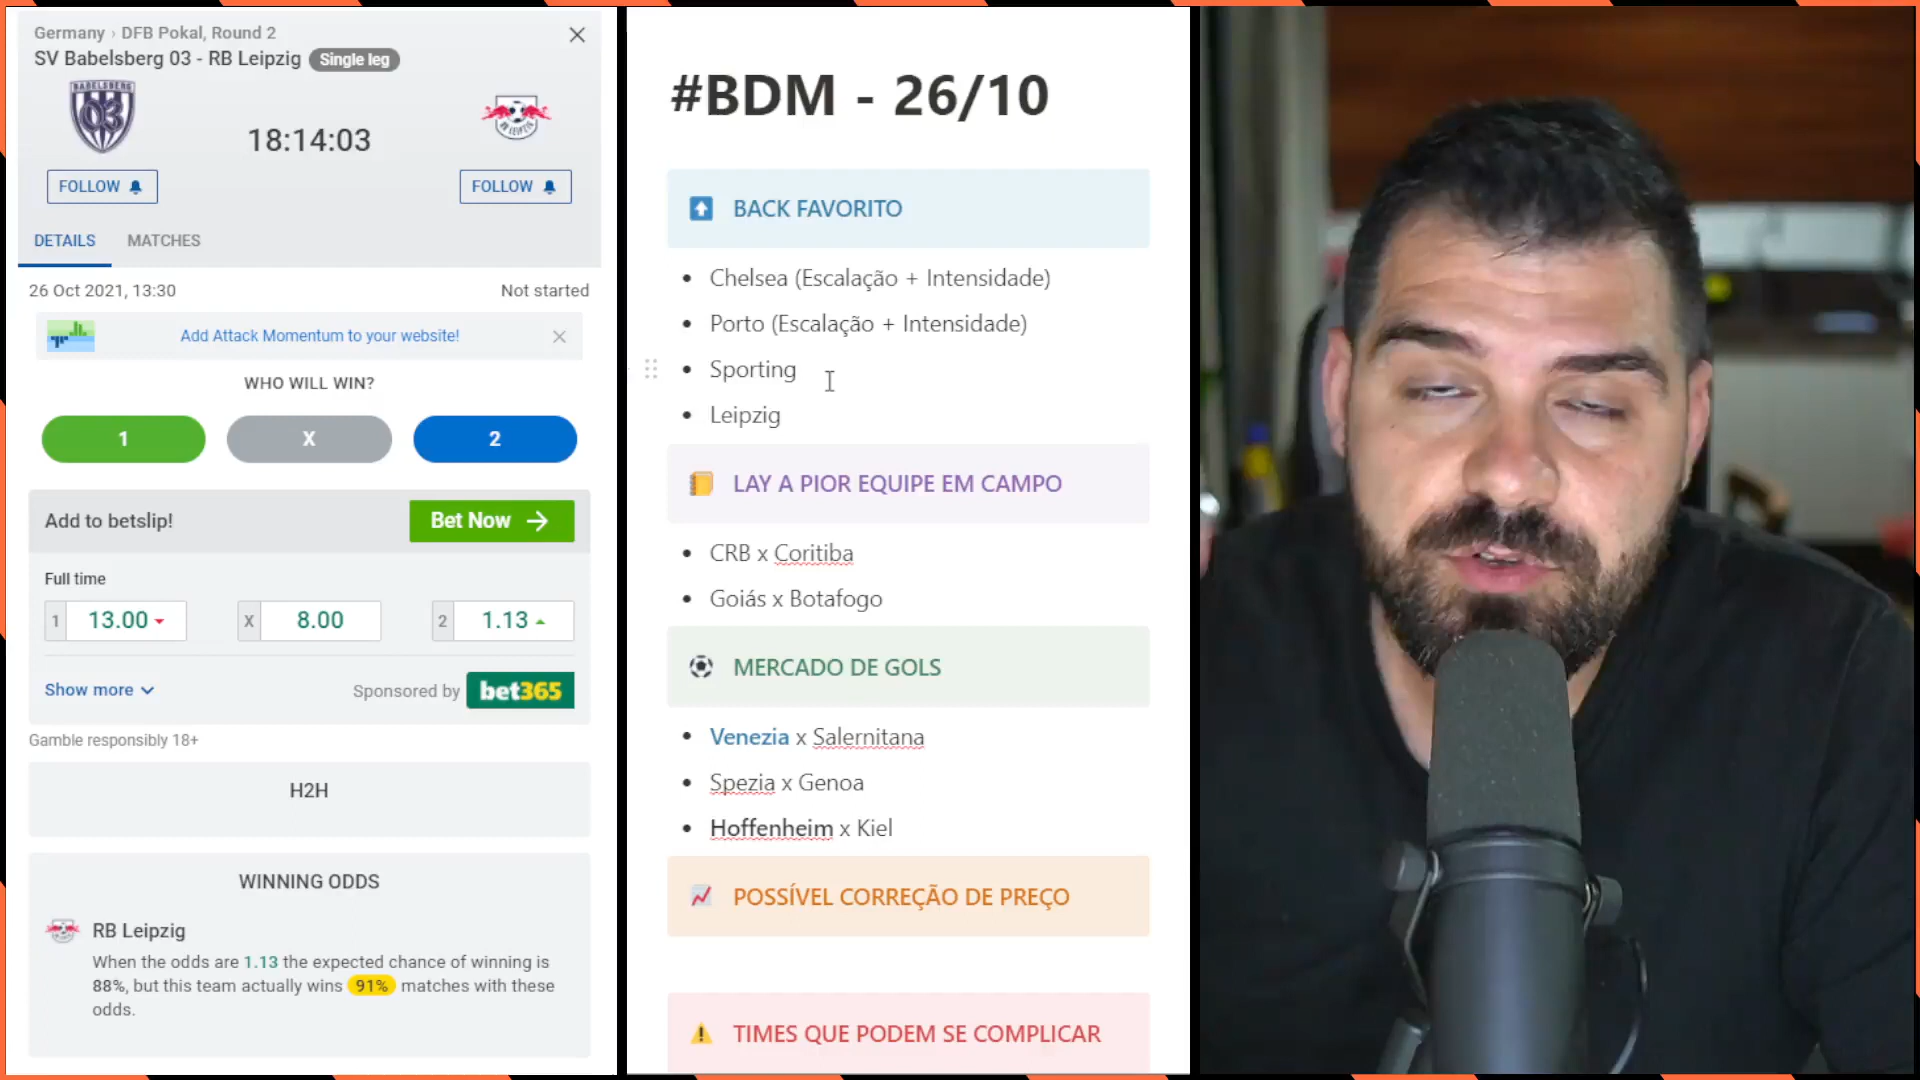 Germany › DFB Pokal, Round 2
SV Babelsberg 03 - RB Leipzig Single leg
BABELSBERG
03
RB LEIPZIG
18:14:03
FOLLOW
FOLLOW
DETAILS MATCHES
26 Oct 2021, 13:30 Not started
Add Attack Momentum to your website!
WHO WILL WIN?
1 X 2
Add to betslip! Bet Now →
Full time
1 13.00 X 8.00 2 1.13
Show more Sponsored by bet365
Gamble responsibly 18+
H2H
WINNING ODDS
RB Leipzig
When the odds are 1.13 the expected chance of winning is
88%, but this team actually wins 91% matches with these
odds.
#BDM - 26/10
BACK FAVORITO
• Chelsea (Escalação + Intensidade)
• Porto (Escalação + Intensidade)
• Sporting
• Leipzig
LAY A PIOR EQUIPE EM CAMPO
• CRB x Coritiba
• Goiás x Botafogo
MERCADO DE GOLS
• Venezia x Salernitana
• Spezia x Genoa
• Hoffenheim x Kiel
POSSÍVEL CORREÇÃO DE PREÇO
TIMES QUE PODEM SE COMPLICAR